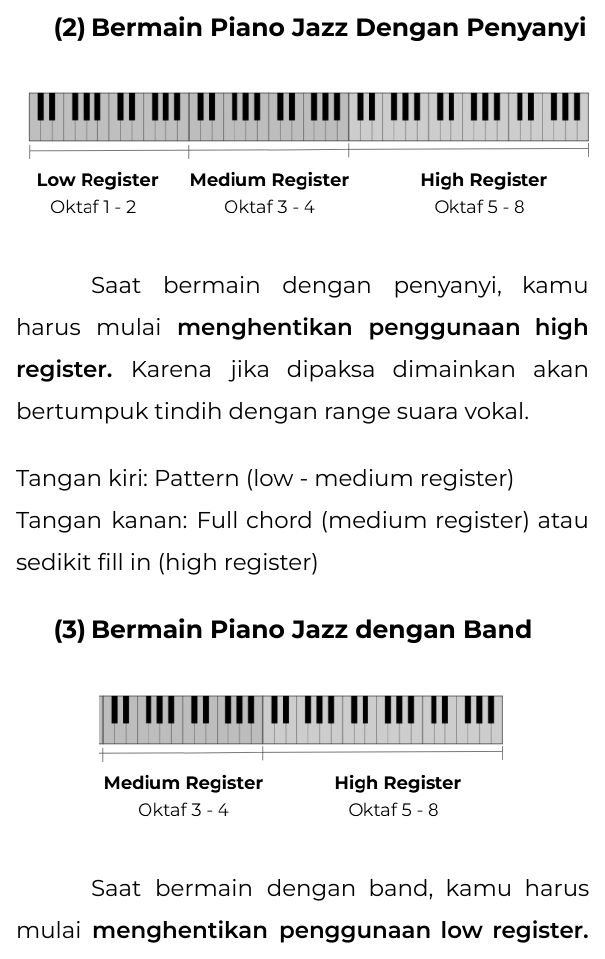 (2) Bermain Piano Jazz Dengan Penyanyi
Low Register Medium Register High Register
Oktaf 1 - 2 Oktaf 3 - 4 Oktaf 5 - 8
Saat bermain dengan penyanyi, kamu
harus mulai menghentikan penggunaan high
register. Karena jika dipaksa dimainkan akan
bertumpuk tindih dengan range suara vokal.
Tangan kiri: Pattern (low - medium register)
Tangan kanan: Full chord (medium register) atau
sedikit fill in (high register)
(3) Bermain Piano Jazz dengan Band
Medium Register High Register
Oktaf 3 - 4 Oktaf 5 - 8
Saat bermain dengan band, kamu harus
mulai menghentikan penggunaan low register.